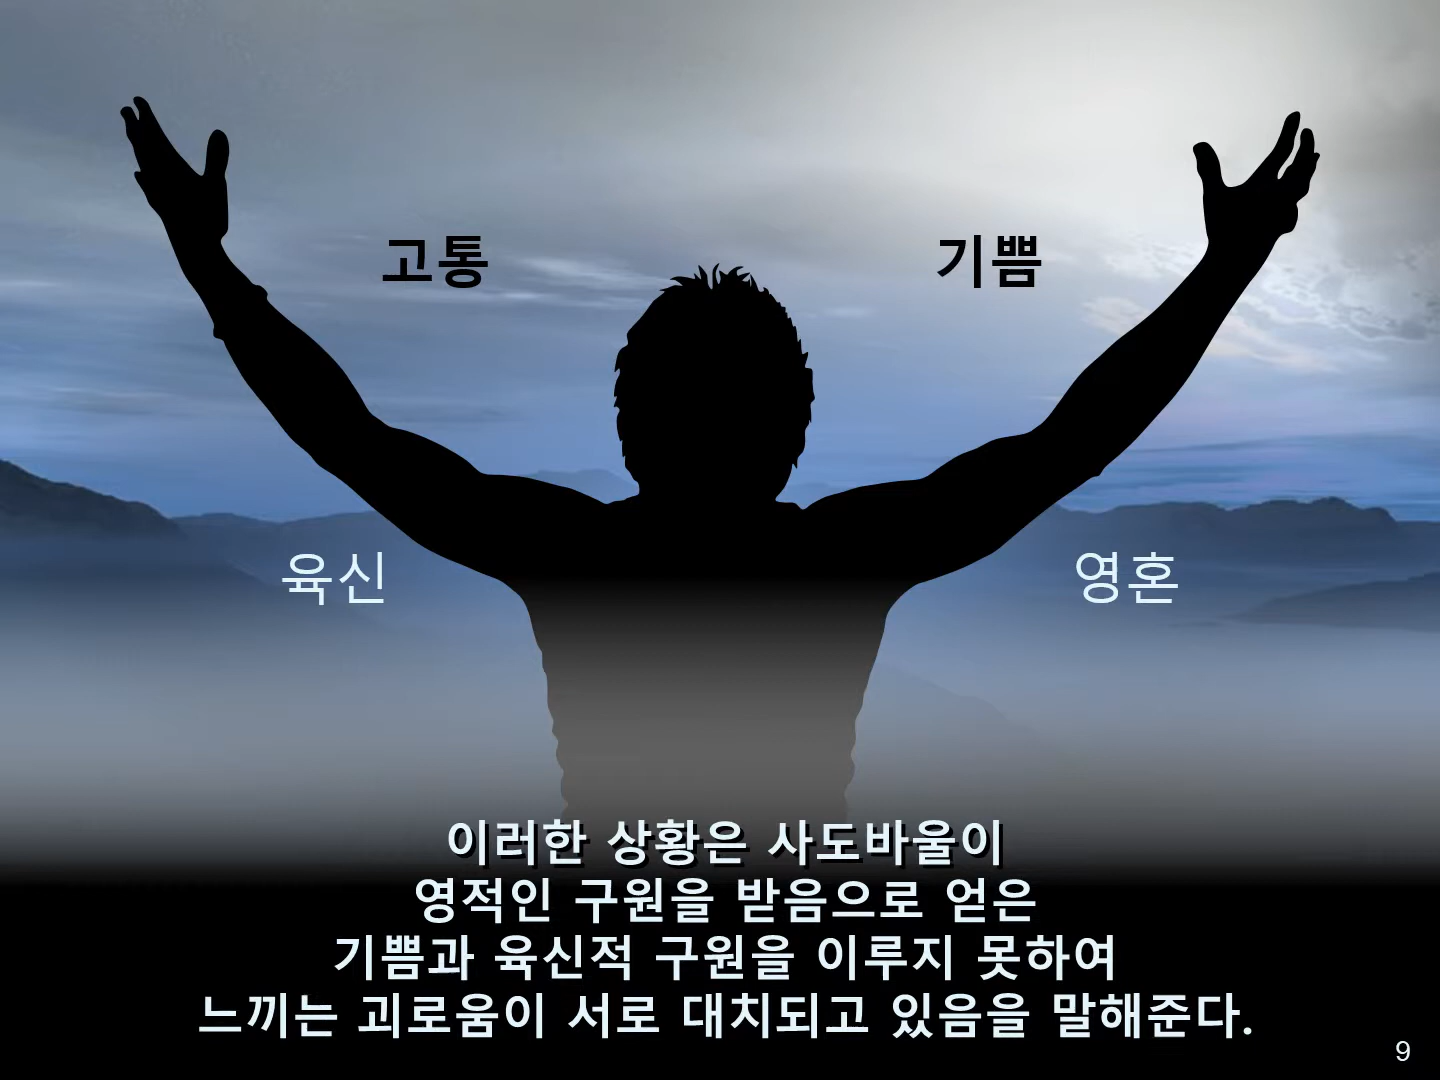 고통
기쁨
육신
영혼
이러한 상황은 사도바울이
영적인 구원을 받음으로 얻은
기쁨과 육신적 구원을 이루지 못하여
느끼는 괴로움이 서로 대치되고 있음을 말해준다.
9